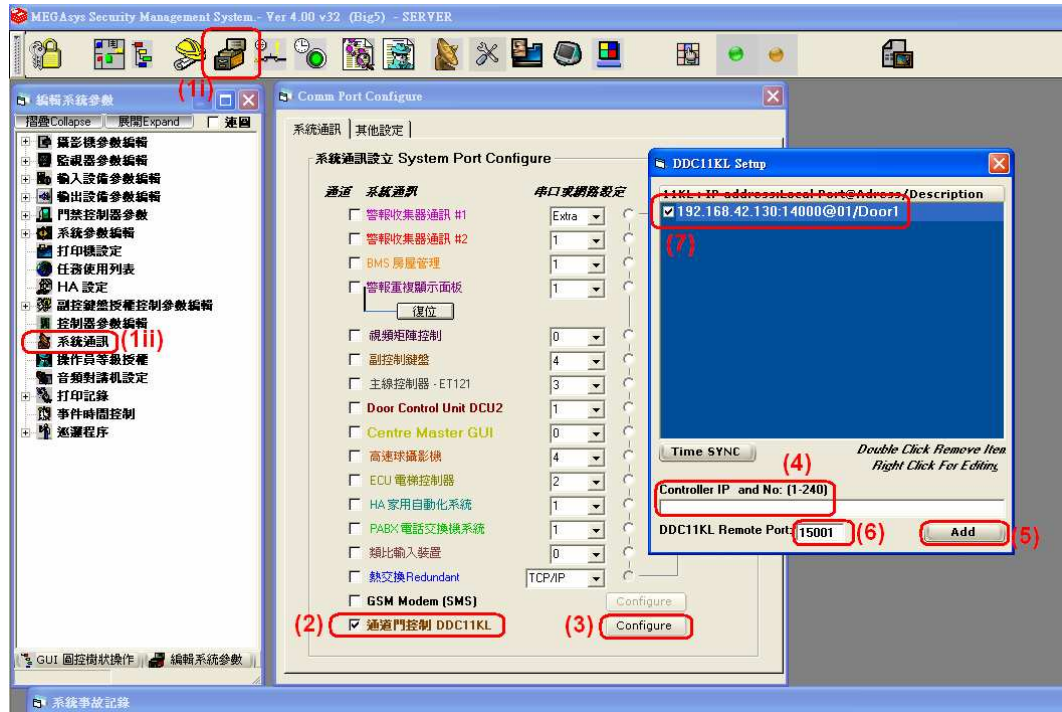 MEGAsys Security Management System.- Ver 4.00 v32 (Big5) - SERVER
(1i)
編輯系統參數
摺疊Collapse
展開Expand
連圖
攝影機參數編輯
監視器參數編輯
輸入設備參數編輯
輸出設備參數編輯
門禁控制器參數
系統參數編輯
打印機設定
任務使用列表
HA 設定
副控鍵盤授權控制參數編輯
控制器參數編輯
系統通訊
(1ii)
操作員等級授權
音頻對講机設定
打印記錄
事件時間控制
巡邏程序
GUI 圖控樹狀操作
編輯系統參數
Comm Port Configure
系統通訊
其他設定
系統通訊設立 System Port Configure
通道 系統通訊 串口或網路設定
警報收集器通訊 #1 Extra
警報收集器通訊 #2 1
BMS 房屋管理 1
警報重複顯示面板 1
復位
視頻矩陣控制 0
副控制鍵盤 4
主線控制器 - ET121 3
Door Control Unit DCU2 1
Centre Master GUI 0
高速球攝影機 4
ECU 電梯控制器 2
HA 家用自動化系統 1
PABX 電話交換機系統 1
類比輸入裝置 0
熱交換Redundant TCP/IP
GSM Modem (SMS) Configure
(2) 通道門控制 DDC11KL (3) Configure
DDC11KL Setup
11KL : IP address:Local Port@Adress/Description
192.168.42.130:14000@01/Door1
(7)
Time SYNC
Double Click Remove Iten
Right Click For Editing
(4)
Controller IP and No: (1-240)
DDC11KL Remote Port: 15001 (6) Add (5)
系統事故記錄